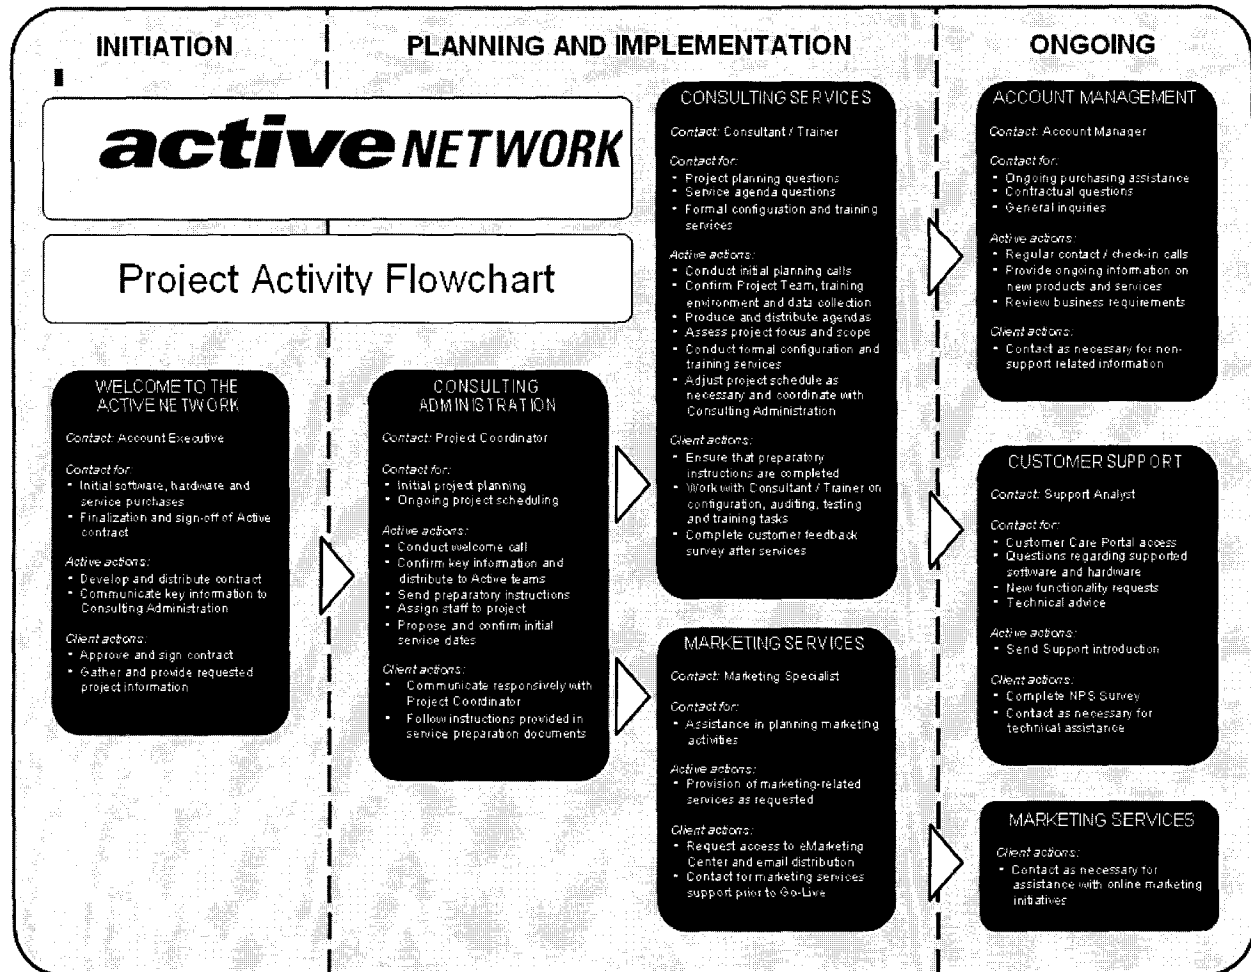 INITIATION
PLANNING AND IMPLEMENTATION
ONGOING
active NETWORK
Project Activity Flowchart
WELCOME TO THE
ACTIVE NETWORK
Contact: Account Executive
Contact for:
• Initial software, hardware and
service purchases
• Finalization and sign-off of Active
contract
Active actions:
• Develop and distribute contract
• Communicate key information to
Consulting Administration
Client actions:
• Approve and sign contract
• Gather and provide requested
project information
CONSULTING
ADMINISTRATION
Contact: Project Coordinator
Contact for:
• Initial project planning
• Ongoing project scheduling
Active actions:
• Conduct welcome call
• Confirm key information and
distribute to Active teams
• Send preparatory instructions
• Assign staff to project
• Propose and confirm initial
service dates
Client actions:
• Communicate responsively with
Project Coordinator
• Follow instructions provided in
service preparation documents
CONSULTING SERVICES
Contact: Consultant / Trainer
Contact for:
• Project planning questions
• Service agenda questions
• Formal configuration and training
services
Active actions:
• Conduct initial planning calls
• Confirm Project Team, training
environment and data collection
• Produce and distribute agendas
• Assess project focus and scope
• Conduct formal configuration and
training services
• Adjust project schedule as
necessary and coordinate with
Consulting Administration
Client actions:
• Ensure that preparatory
instructions are completed
• Work with Consultant / Trainer on
configuration, auditing, testing
and training tasks
• Complete customer feedback
survey after services
MARKETING SERVICES
Contact: Marketing Specialist
Contact for:
• Assistance in planning marketing
activities
Active actions:
• Provision of marketing-related
services as requested
Client actions:
• Request access to eMarketing
Center and email distribution
• Contact for marketing services
support prior to Go-Live
ACCOUNT MANAGEMENT
Contact: Account Manager
Contact for:
• Ongoing purchasing assistance
• Contractual questions
• General inquiries
Active actions:
• Regular contact / check-in calls
• Provide ongoing information on
new products and services
• Review business requirements
Client actions:
• Contact as necessary for non-
support related information
CUSTOMER SUPPORT
Contact: Support Analyst
Contact for:
• Customer Care Portal access
• Questions regarding supported
software and hardware
• New functionality requests
• Technical advice
Active actions:
• Send Support introduction
Client actions:
• Complete NPS Survey
• Contact as necessary for
technical assistance
MARKETING SERVICES
Client actions:
• Contact as necessary for
assistance with online marketing
initiatives